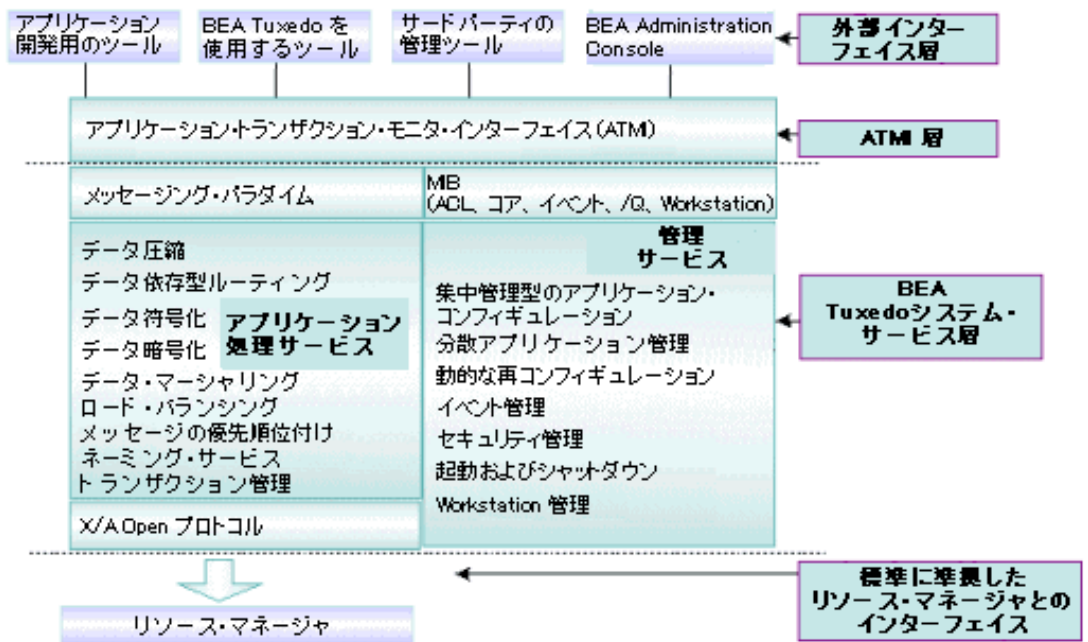 アプリケーション
開発用のツール
BEA Tuxedo を
使用するツール
サード パーティの
管理ツール
BEA Administration
Console
外部インター
フェイス層
アプリケーション・トランザクション・モニタ・インターフェイス(ATMI)
ATMI 層
メッセージング・パラダイム
MIB
(ACL、コア、イベント、/Q、Workstation)
データ圧縮
データ依存型ルーティング
データ符号化
データ暗号化
データ・マーシャリング
ロード・バランシング
メッセージの優先順位付け
ネーミング・サービス
トランザクション管理
アプリケーション
処理サービス
管理
サービス
集中管理型のアプリケーション・
コンフィギュレーション
分散アプリケーション管理
動的な再コンフィギュレーション
イベント管理
セキュリティ管理
起動およびシャットダウン
Workstation 管理
BEA
Tuxedoシステム・
サービス層
X/A Open プロトコル
標準に準拠した
リソース・マネージャとの
インターフェイス
リソース・マネージャ